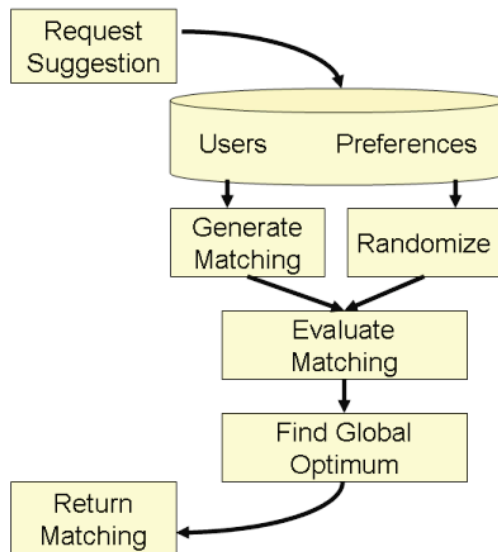 Request
Suggestion
Users Preferences
Generate
Matching
Randomize
Evaluate
Matching
Find Global
Optimum
Return
Matching